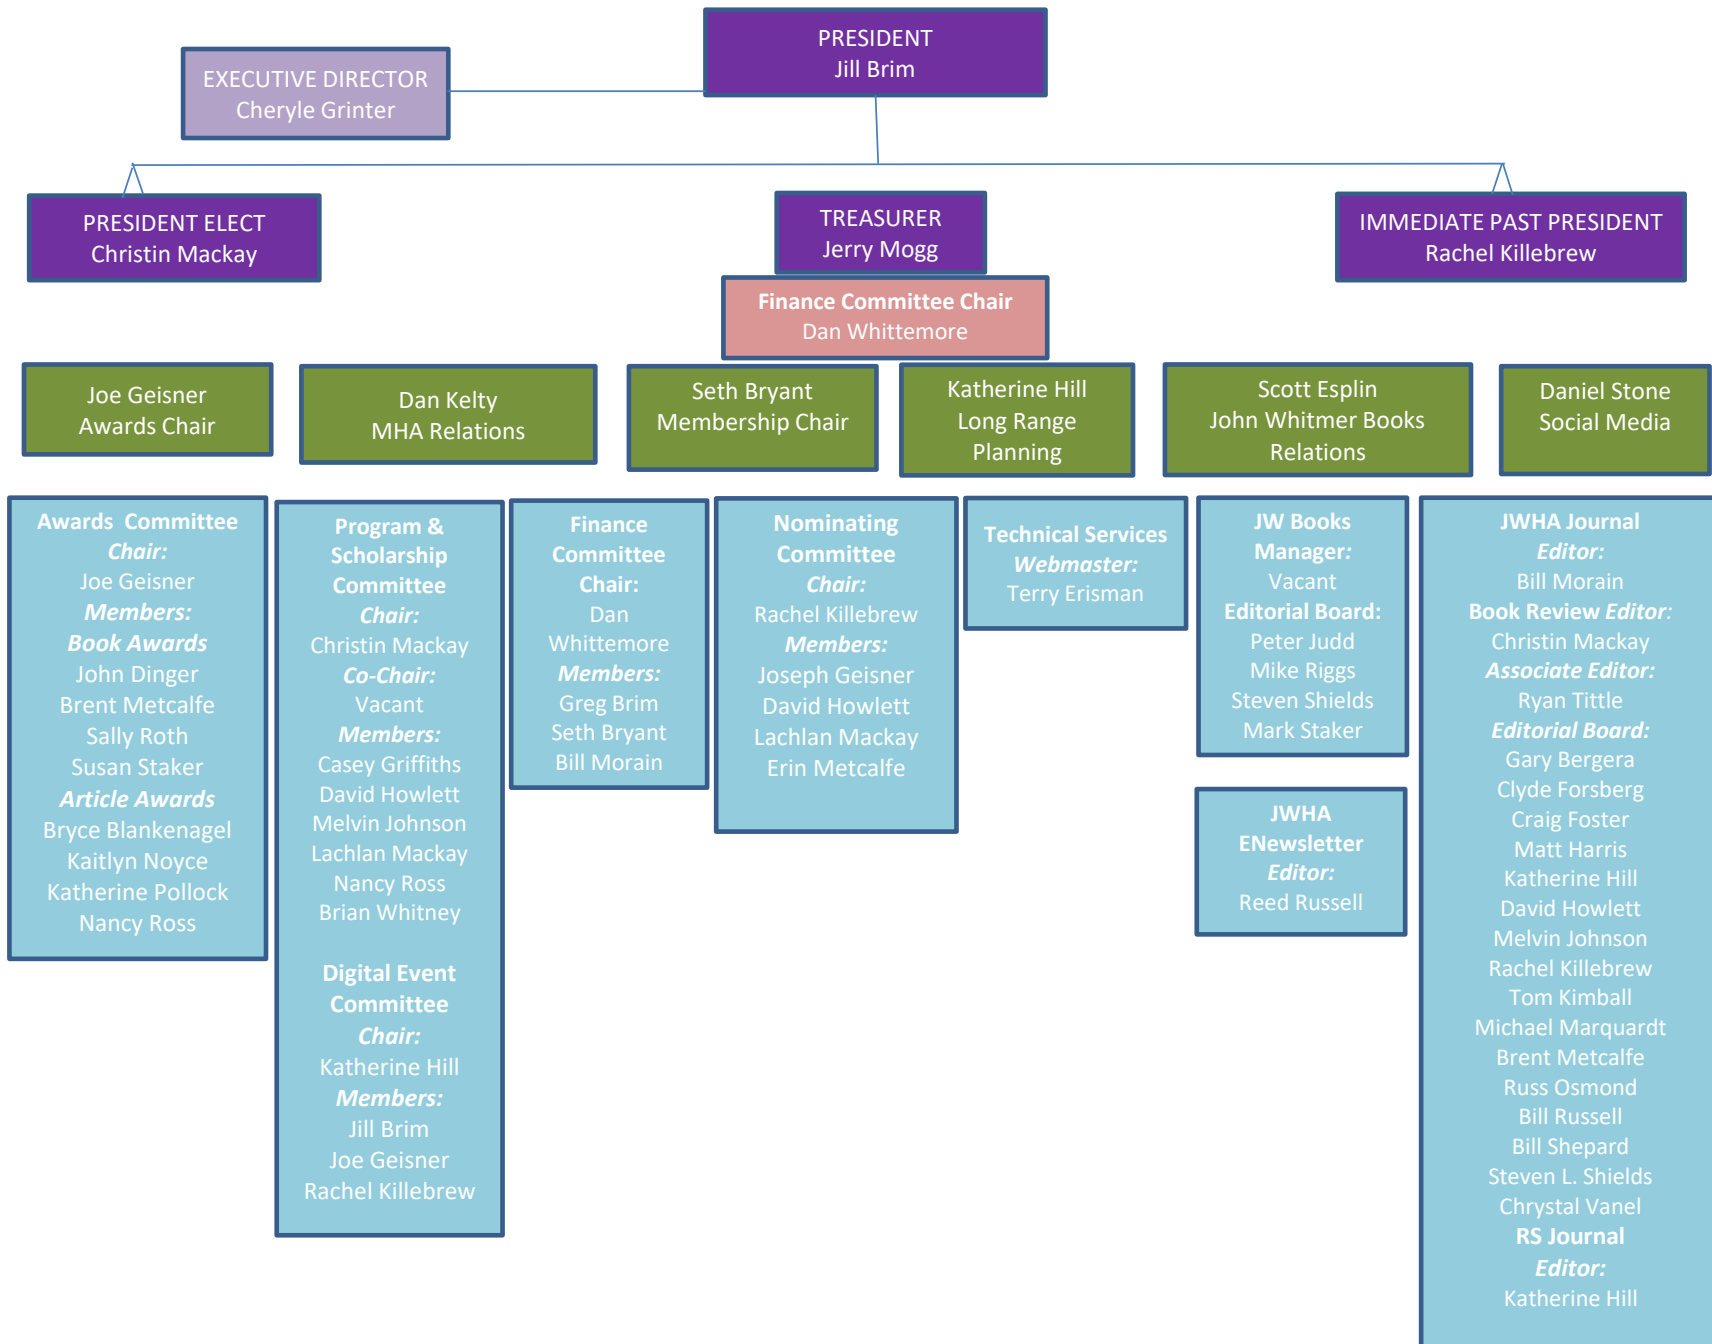 PRESIDENT
Jill Brim
EXECUTIVE DIRECTOR
Cheryle Grinter
PRESIDENT ELECT
Christin Mackay
TREASURER
Jerry Mogg
IMMEDIATE PAST PRESIDENT
Rachel Killebrew
Finance Committee Chair
Dan Whittemore
Joe Geisner
Awards Chair
Dan Kelty
MHA Relations
Seth Bryant
Membership Chair
Katherine Hill
Long Range
Planning
Scott Esplin
John Whitmer Books
Relations
Daniel Stone
Social Media
Awards Committee
Chair:
Joe Geisner
Members:
Book Awards
John Dinger
Brent Metcalfe
Sally Roth
Susan Staker
Article Awards
Bryce Blankenagel
Kaitlyn Noyce
Katherine Pollock
Nancy Ross
Program &
Scholarship
Committee
Chair:
Christin Mackay
Co-Chair:
Vacant
Members:
Casey Griffiths
David Howlett
Melvin Johnson
Lachlan Mackay
Nancy Ross
Brian Whitney
Digital Event
Committee
Chair:
Katherine Hill
Members:
Jill Brim
Joe Geisner
Rachel Killebrew
Finance
Committee
Chair:
Dan
Whittemore
Members:
Greg Brim
Seth Bryant
Bill Morain
Nominating
Committee
Chair:
Rachel Killebrew
Members:
Joseph Geisner
David Howlett
Lachlan Mackay
Erin Metcalfe
Technical Services
Webmaster:
Terry Erisman
JW Books
Manager:
Vacant
Editorial Board:
Peter Judd
Mike Riggs
Steven Shields
Mark Staker
JWHA
ENewsletter
Editor:
Reed Russell
JWHA Journal
Editor:
Bill Morain
Book Review Editor:
Christin Mackay
Associate Editor:
Ryan Tittle
Editorial Board:
Gary Bergera
Clyde Forsberg
Craig Foster
Matt Harris
Katherine Hill
David Howlett
Melvin Johnson
Rachel Killebrew
Tom Kimball
Michael Marquardt
Brent Metcalfe
Russ Osmond
Bill Russell
Bill Shepard
Steven L. Shields
Chrystal Vanel
RS Journal
Editor:
Katherine Hill